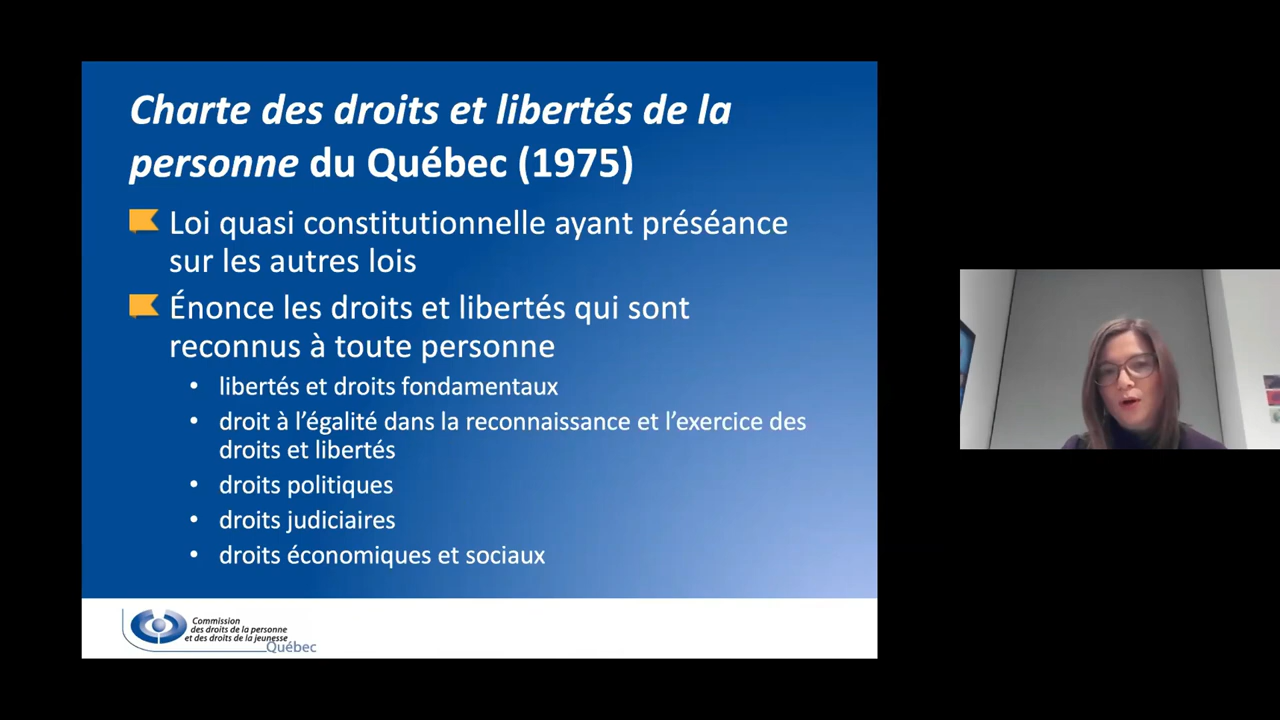 Charte des droits et libertés de la
personne du Québec (1975)
Loi quasi constitutionnelle ayant préséance
sur les autres lois
Énonce les droits et libertés qui sont
reconnus à toute personne
• libertés et droits fondamentaux
• droit à l’égalité dans la reconnaissance et l’exercice des
droits et libertés
• droits politiques
• droits judiciaires
• droits économiques et sociaux
Commission
des droits de la personne
et des droits de la jeunesse
Québec